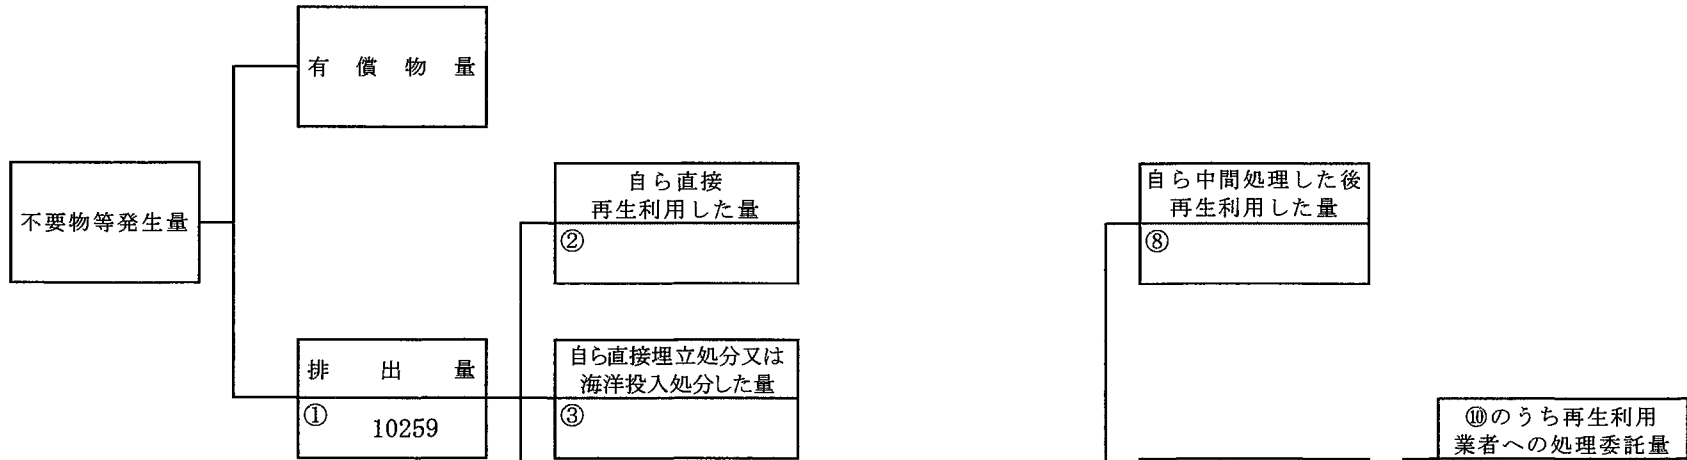 有償物量
不要物等発生量
自ら直接
再生利用した量
②
自ら中間処理した後
再生利用した量
⑧
排出量
①
10259
自ら直接埋立処分又は
海洋投入処分した量
③
⑩のうち再生利用
業者への処理委託量